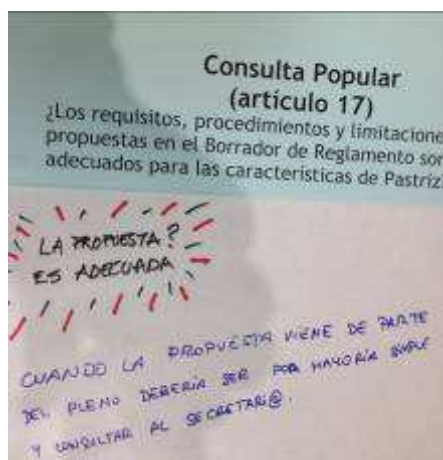 Consulta Popular
(artículo 17)
¿Los requisitos, procedimientos y limitacione
propuestas en el Borrador de Reglamento son
adecuados para las características de Pastriz
LA PROPUESTA?
ES ADECUADA
CUANDO LA PROPUESTA VIENE DE PARTE
DEL PLENO DEBERÍA SER POR MAYORÍA SIMPLE
Y CONSULTAR AL SECRETARI@.